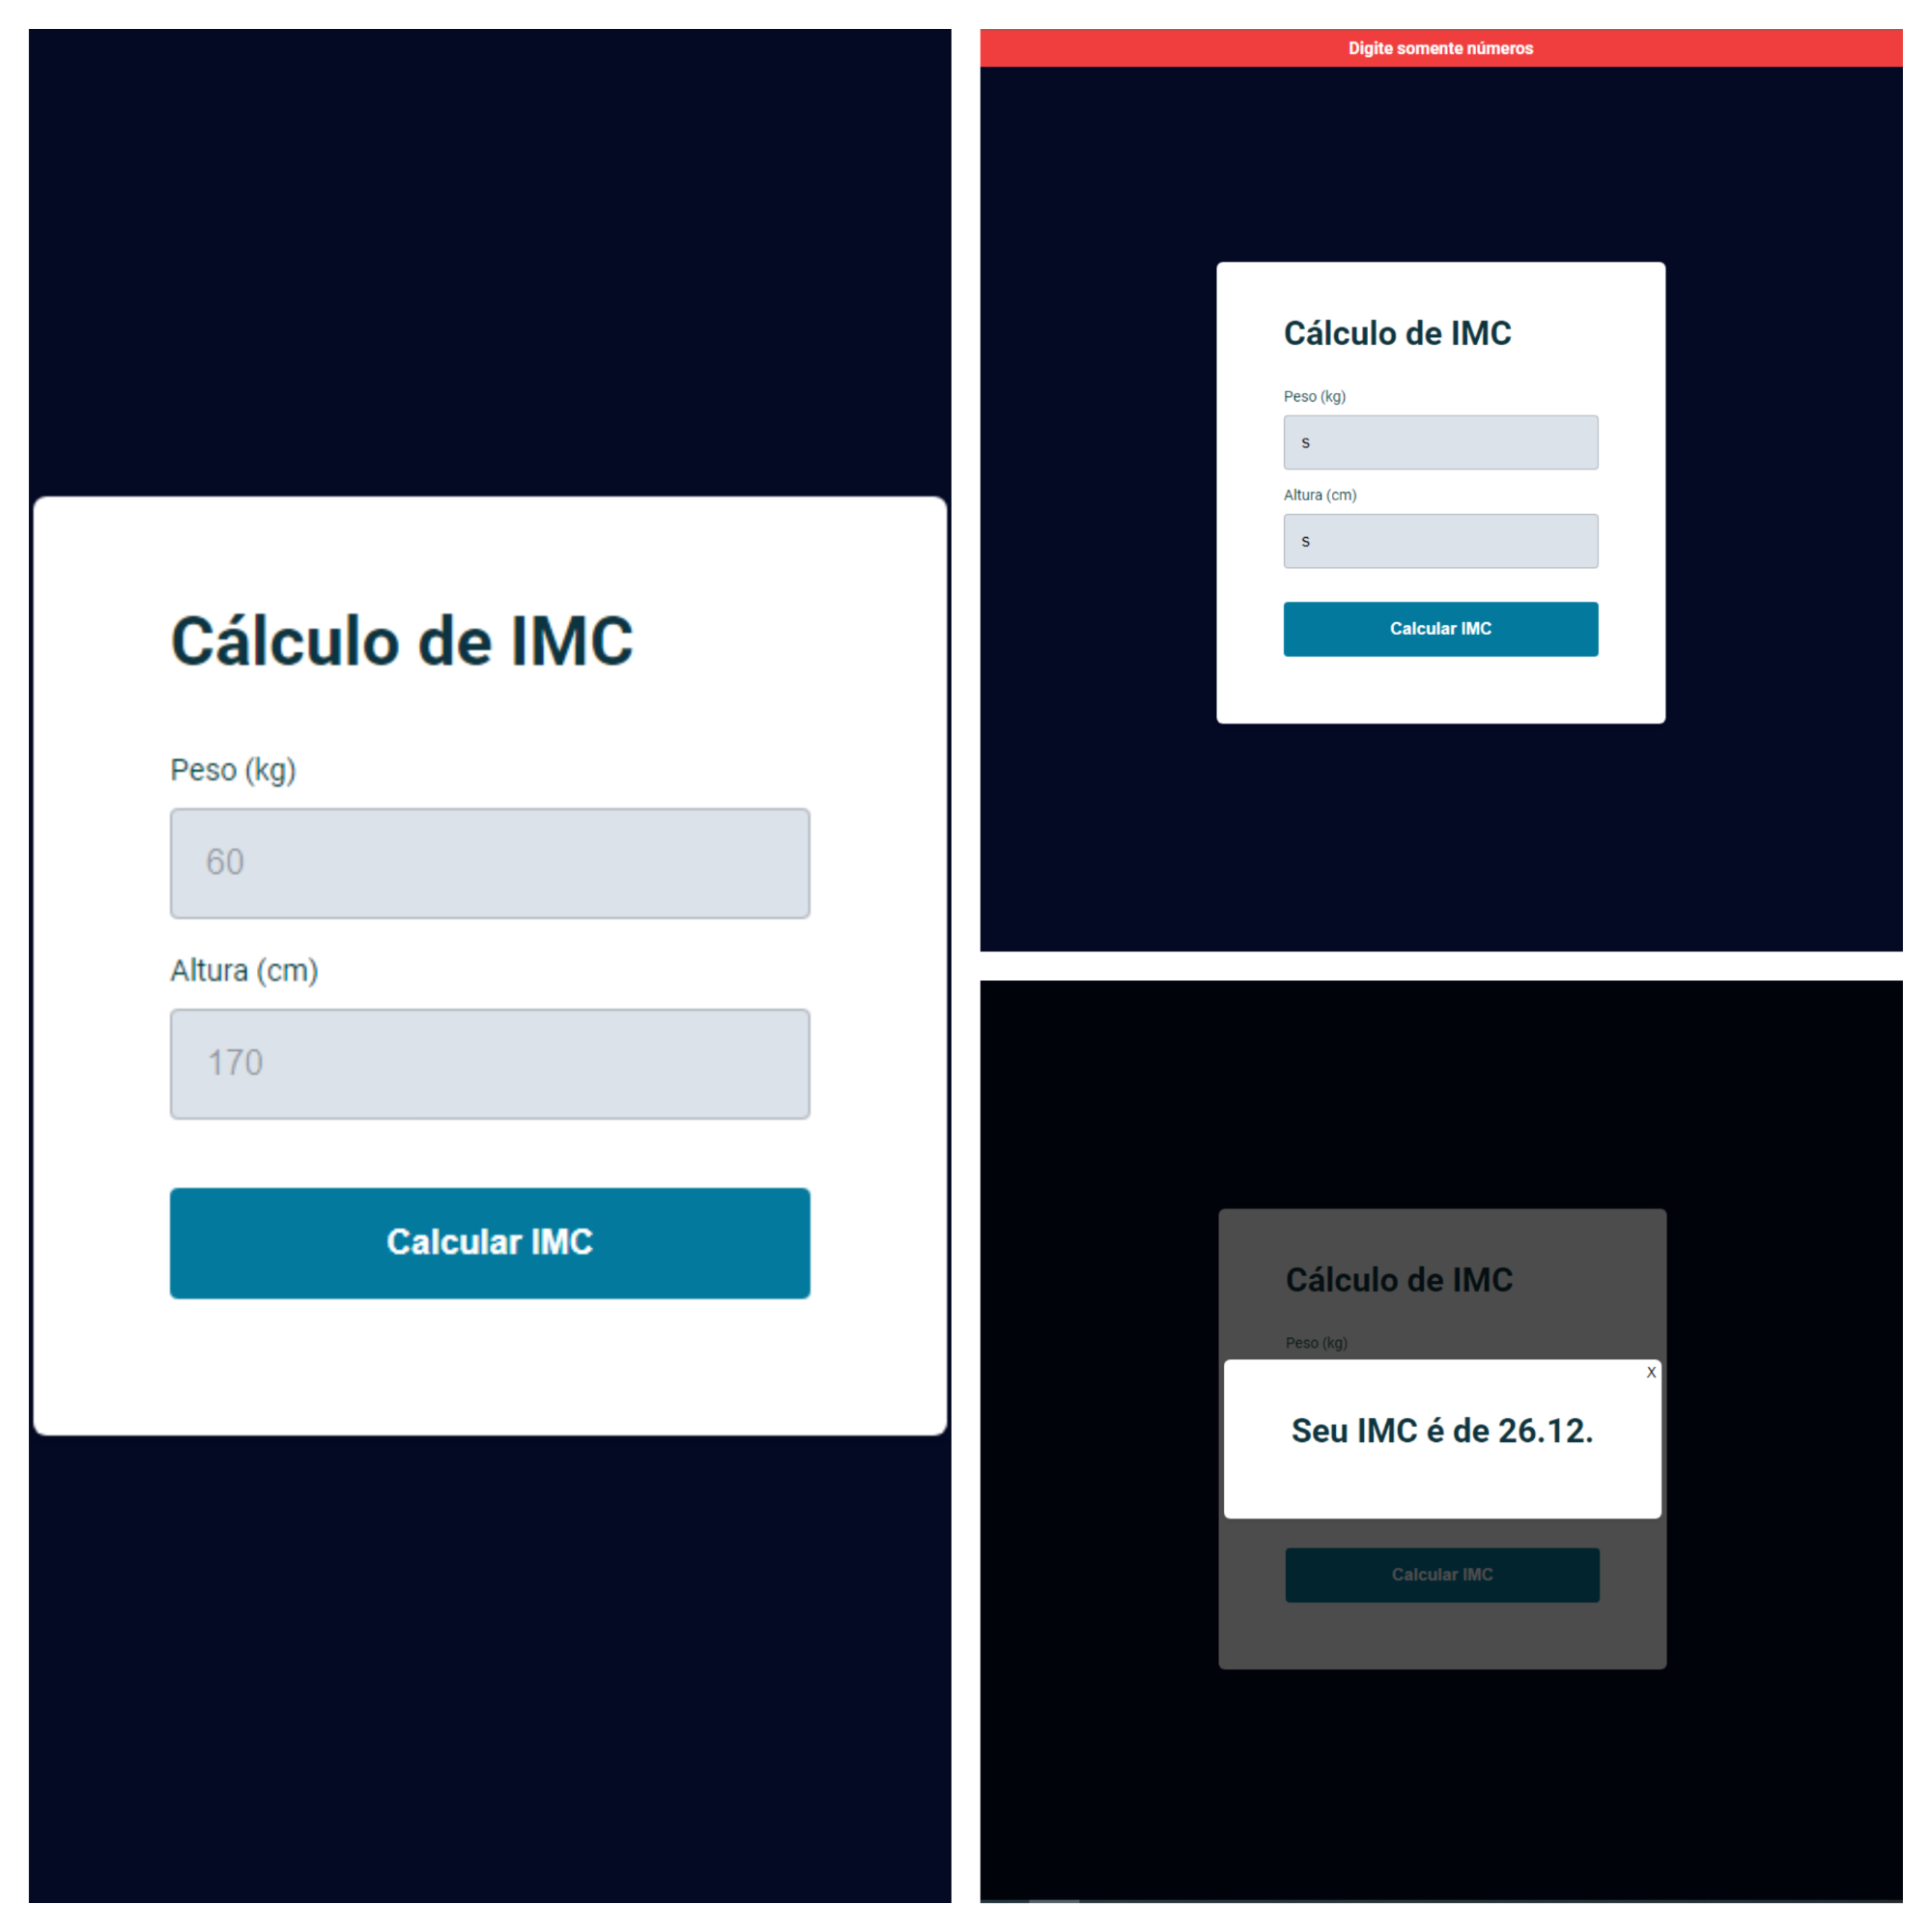 Cálculo de IMC
Peso (kg)
60
Altura (cm)
170
Calcular IMC
Digite somente números
Cálculo de IMC
Peso (kg)
s
Altura (cm)
s
Calcular IMC
Cálculo de IMC
Peso (kg)
X
Seu IMC é de 26.12.
Calcular IMC